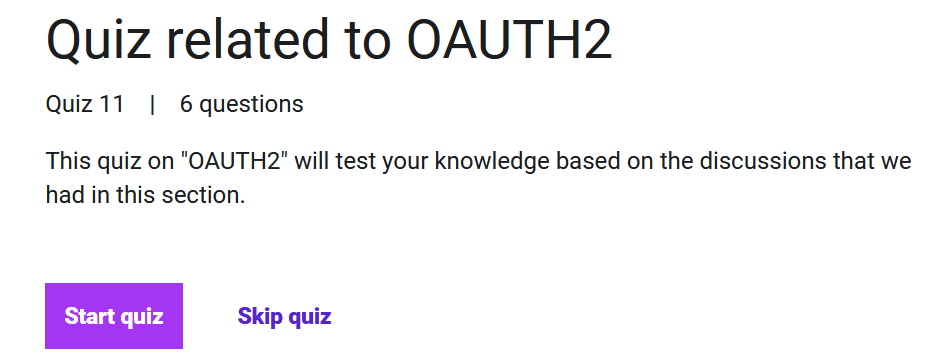 Quiz related to OAUTH2
Quiz 11 | 6 questions
This quiz on "OAUTH2" will test your knowledge based on the discussions that we
had in this section.
Start quiz Skip quiz